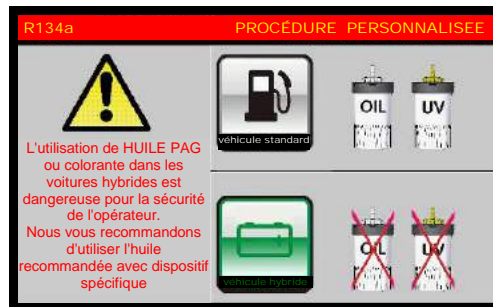 R134a
PROCÉDURE PERSONNALISEE
L'utilisation de HUILE PAG
ou colorante dans les
voitures hybrides est
dangereuse pour la sécurité
de l'opérateur.
Nous vous recommandons
d'utiliser l'huile
recommandée avec dispositif
spécifique
véhicule standard
OIL
UV
véhicule hybride
OIL
UV